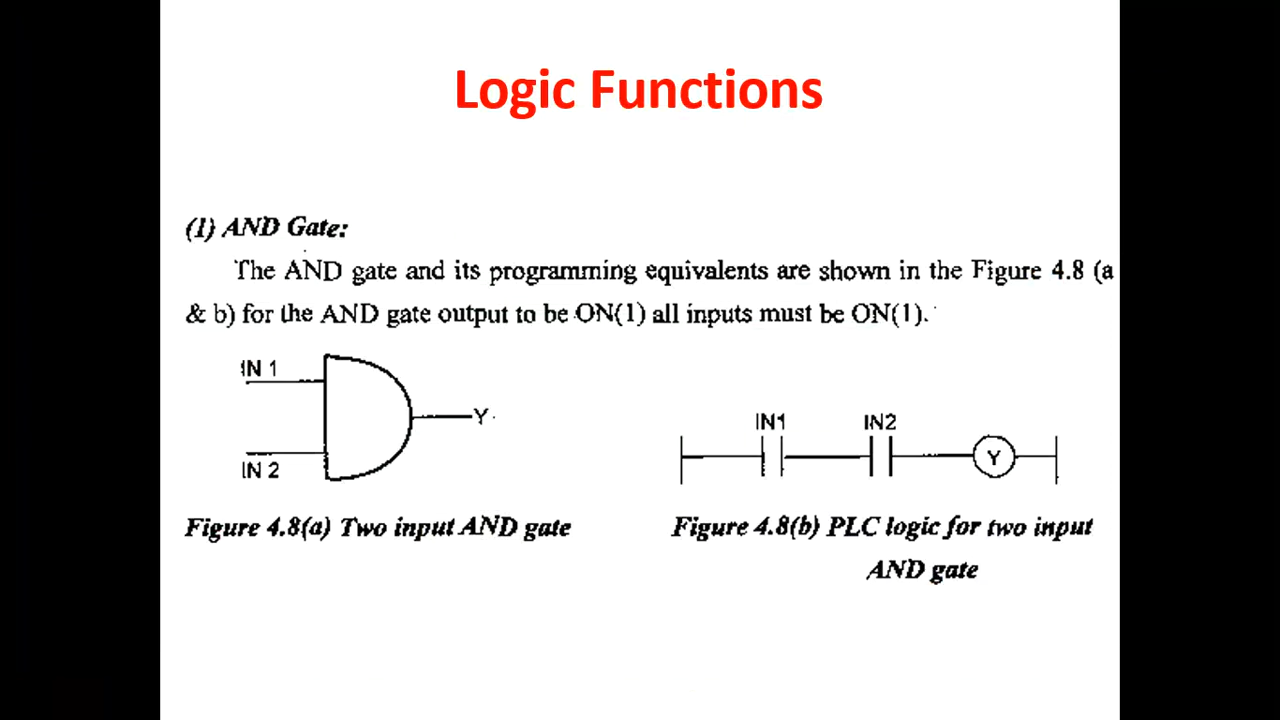 Logic Functions
(1) AND Gate:
The AND gate and its programming equivalents are shown in the Figure 4.8 (a
& b) for the AND gate output to be ON(1) all inputs must be ON(1).
IN 1
Y
IN 2
IN1 IN2
Y
Figure 4.8(a) Two input AND gate
Figure 4.8(b) PLC logic for two input
AND gate